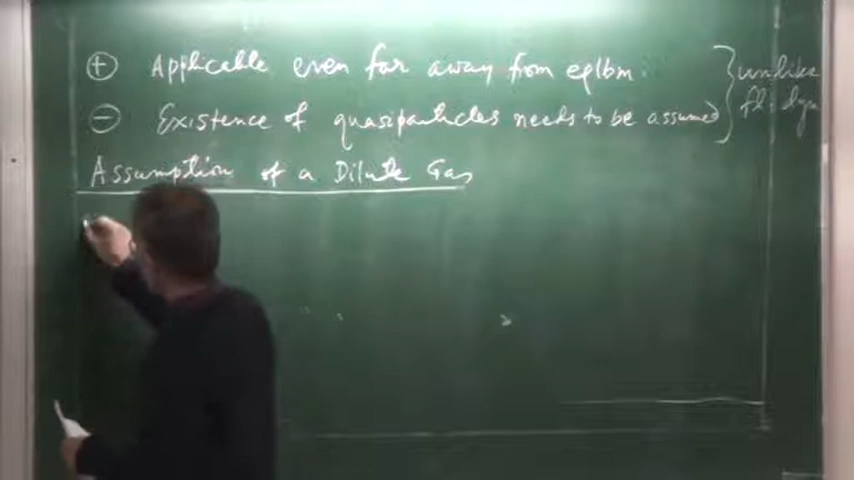 ⊕ Applicable even far away from eqlbm. } unlike
⊖ Existence of quasiparticles needs to be assumed } fl. dyn
Assumption of a Dilute Gas